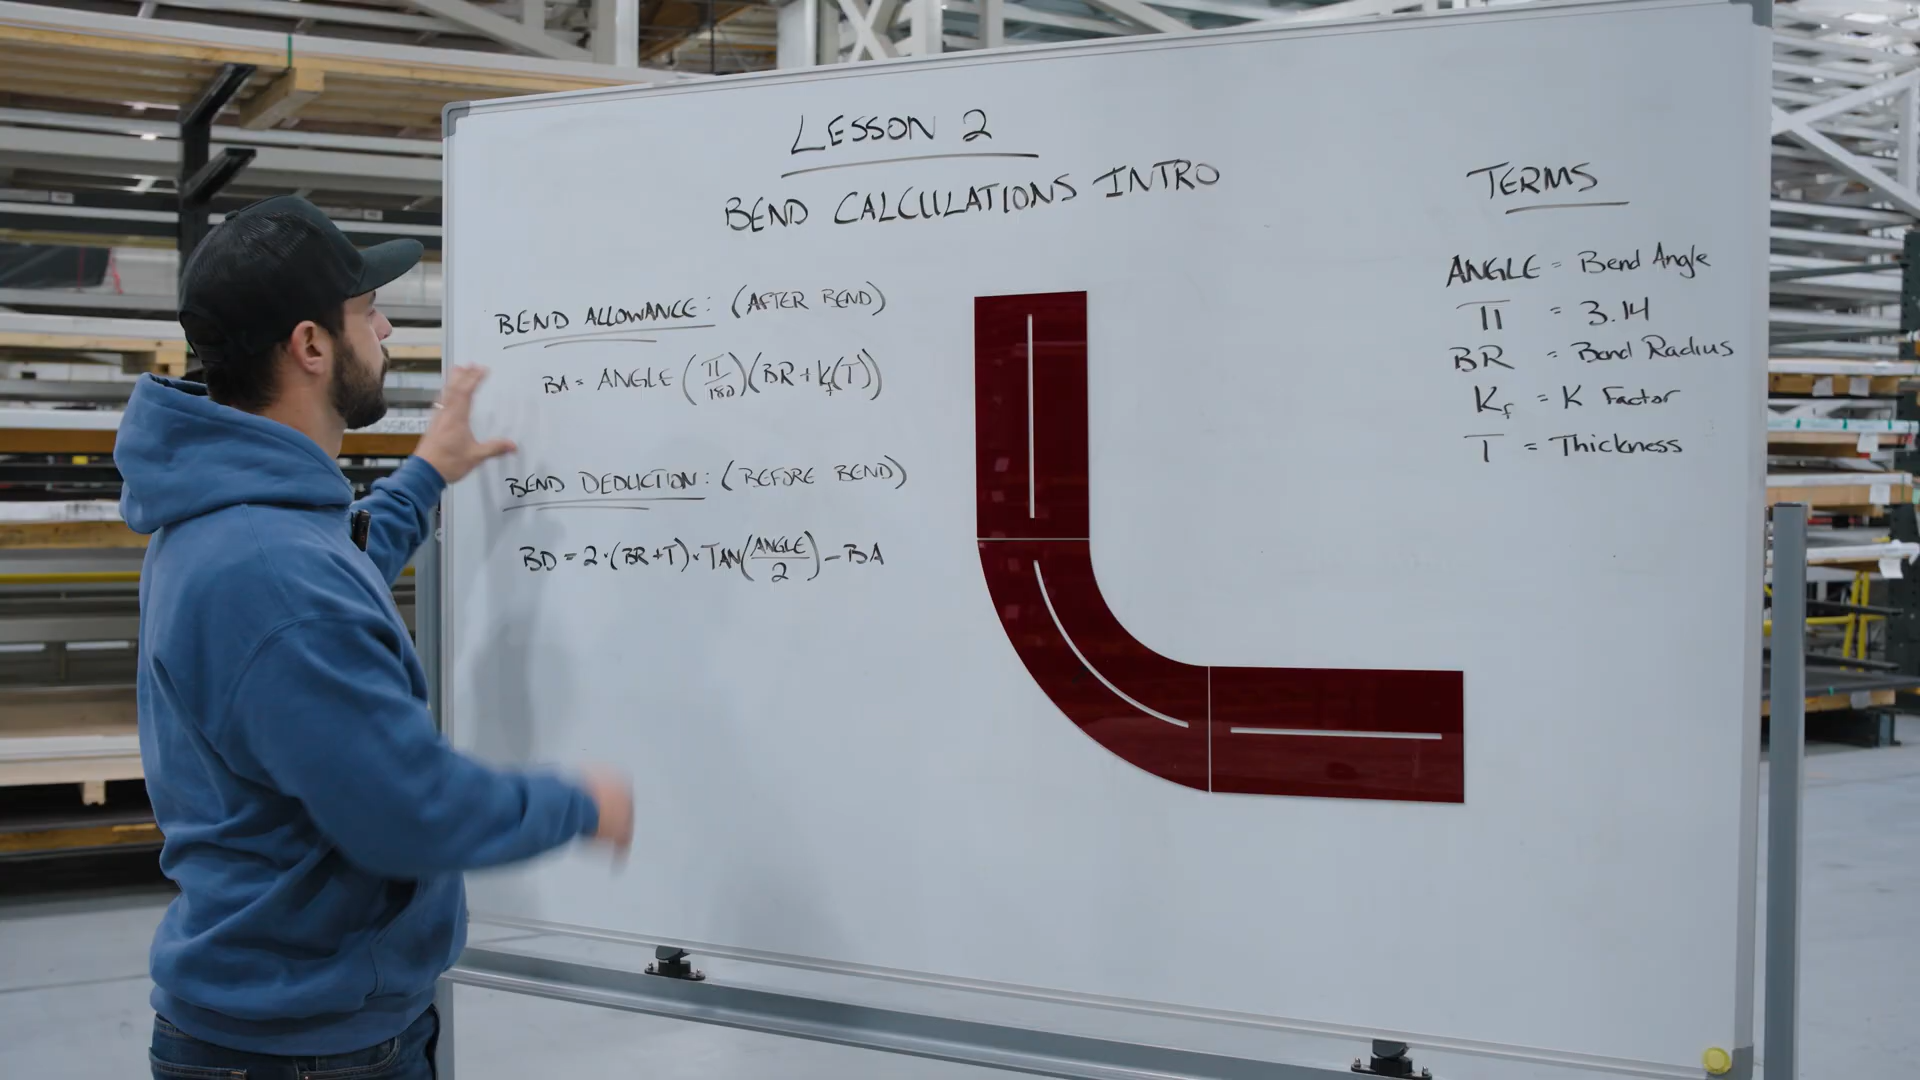 LESSON 2
BEND CALCULATIONS INTRO
BEND ALLOWANCE: (AFTER BEND)
BA = ANGLE (π/180)(BR + Kf(T))
BEND DEDUCTION: (BEFORE BEND)
BD = 2·(BR+T)·TAN(ANGLE/2) - BA
TERMS
ANGLE = Bend Angle
π = 3.14
BR = Bend Radius
Kf = K Factor
T = Thickness